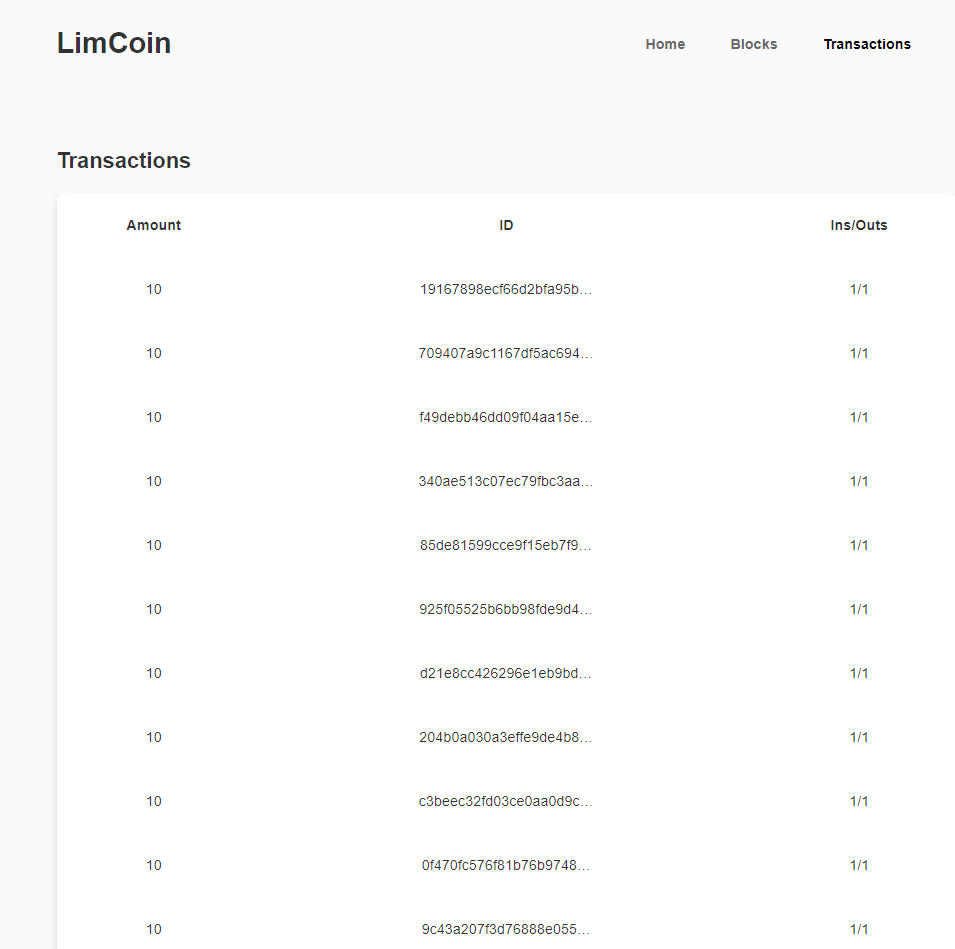 LimCoin Home Blocks Transactions
Transactions
Amount ID Ins/Outs
10 19167898ecf66d2bfa95b... 1/1
10 709407a9c1167df5ac694... 1/1
10 f49debb46dd09f04aa15e... 1/1
10 340ae513c07ec79fbc3aa... 1/1
10 85de81599cce9f15eb7f9... 1/1
10 925f05525b6bb98fde9d4... 1/1
10 d21e8cc426296e1eb9bd... 1/1
10 204b0a030a3effe9de4b8... 1/1
10 c3beec32fd03ce0aa0d9c... 1/1
10 0f470fc576f81b76b9748... 1/1
10 9c43a207f3d76888e055... 1/1